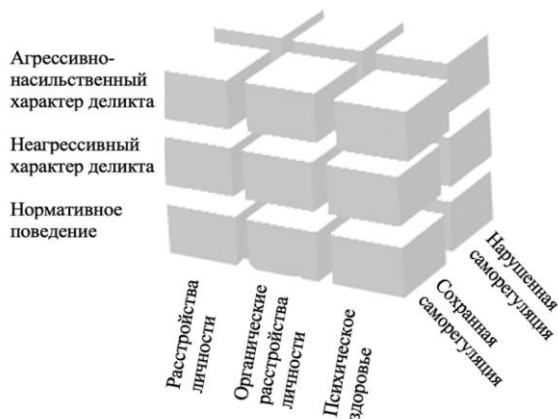 Агрессивно-
насильственный
характер деликта
Неагрессивный
характер деликта
Нормативное
поведение
Расстройства
личности
Органические
расстройства
личности
Психическое
здоровье
Сохранная
саморегуляция
Нарушенная
саморегуляция